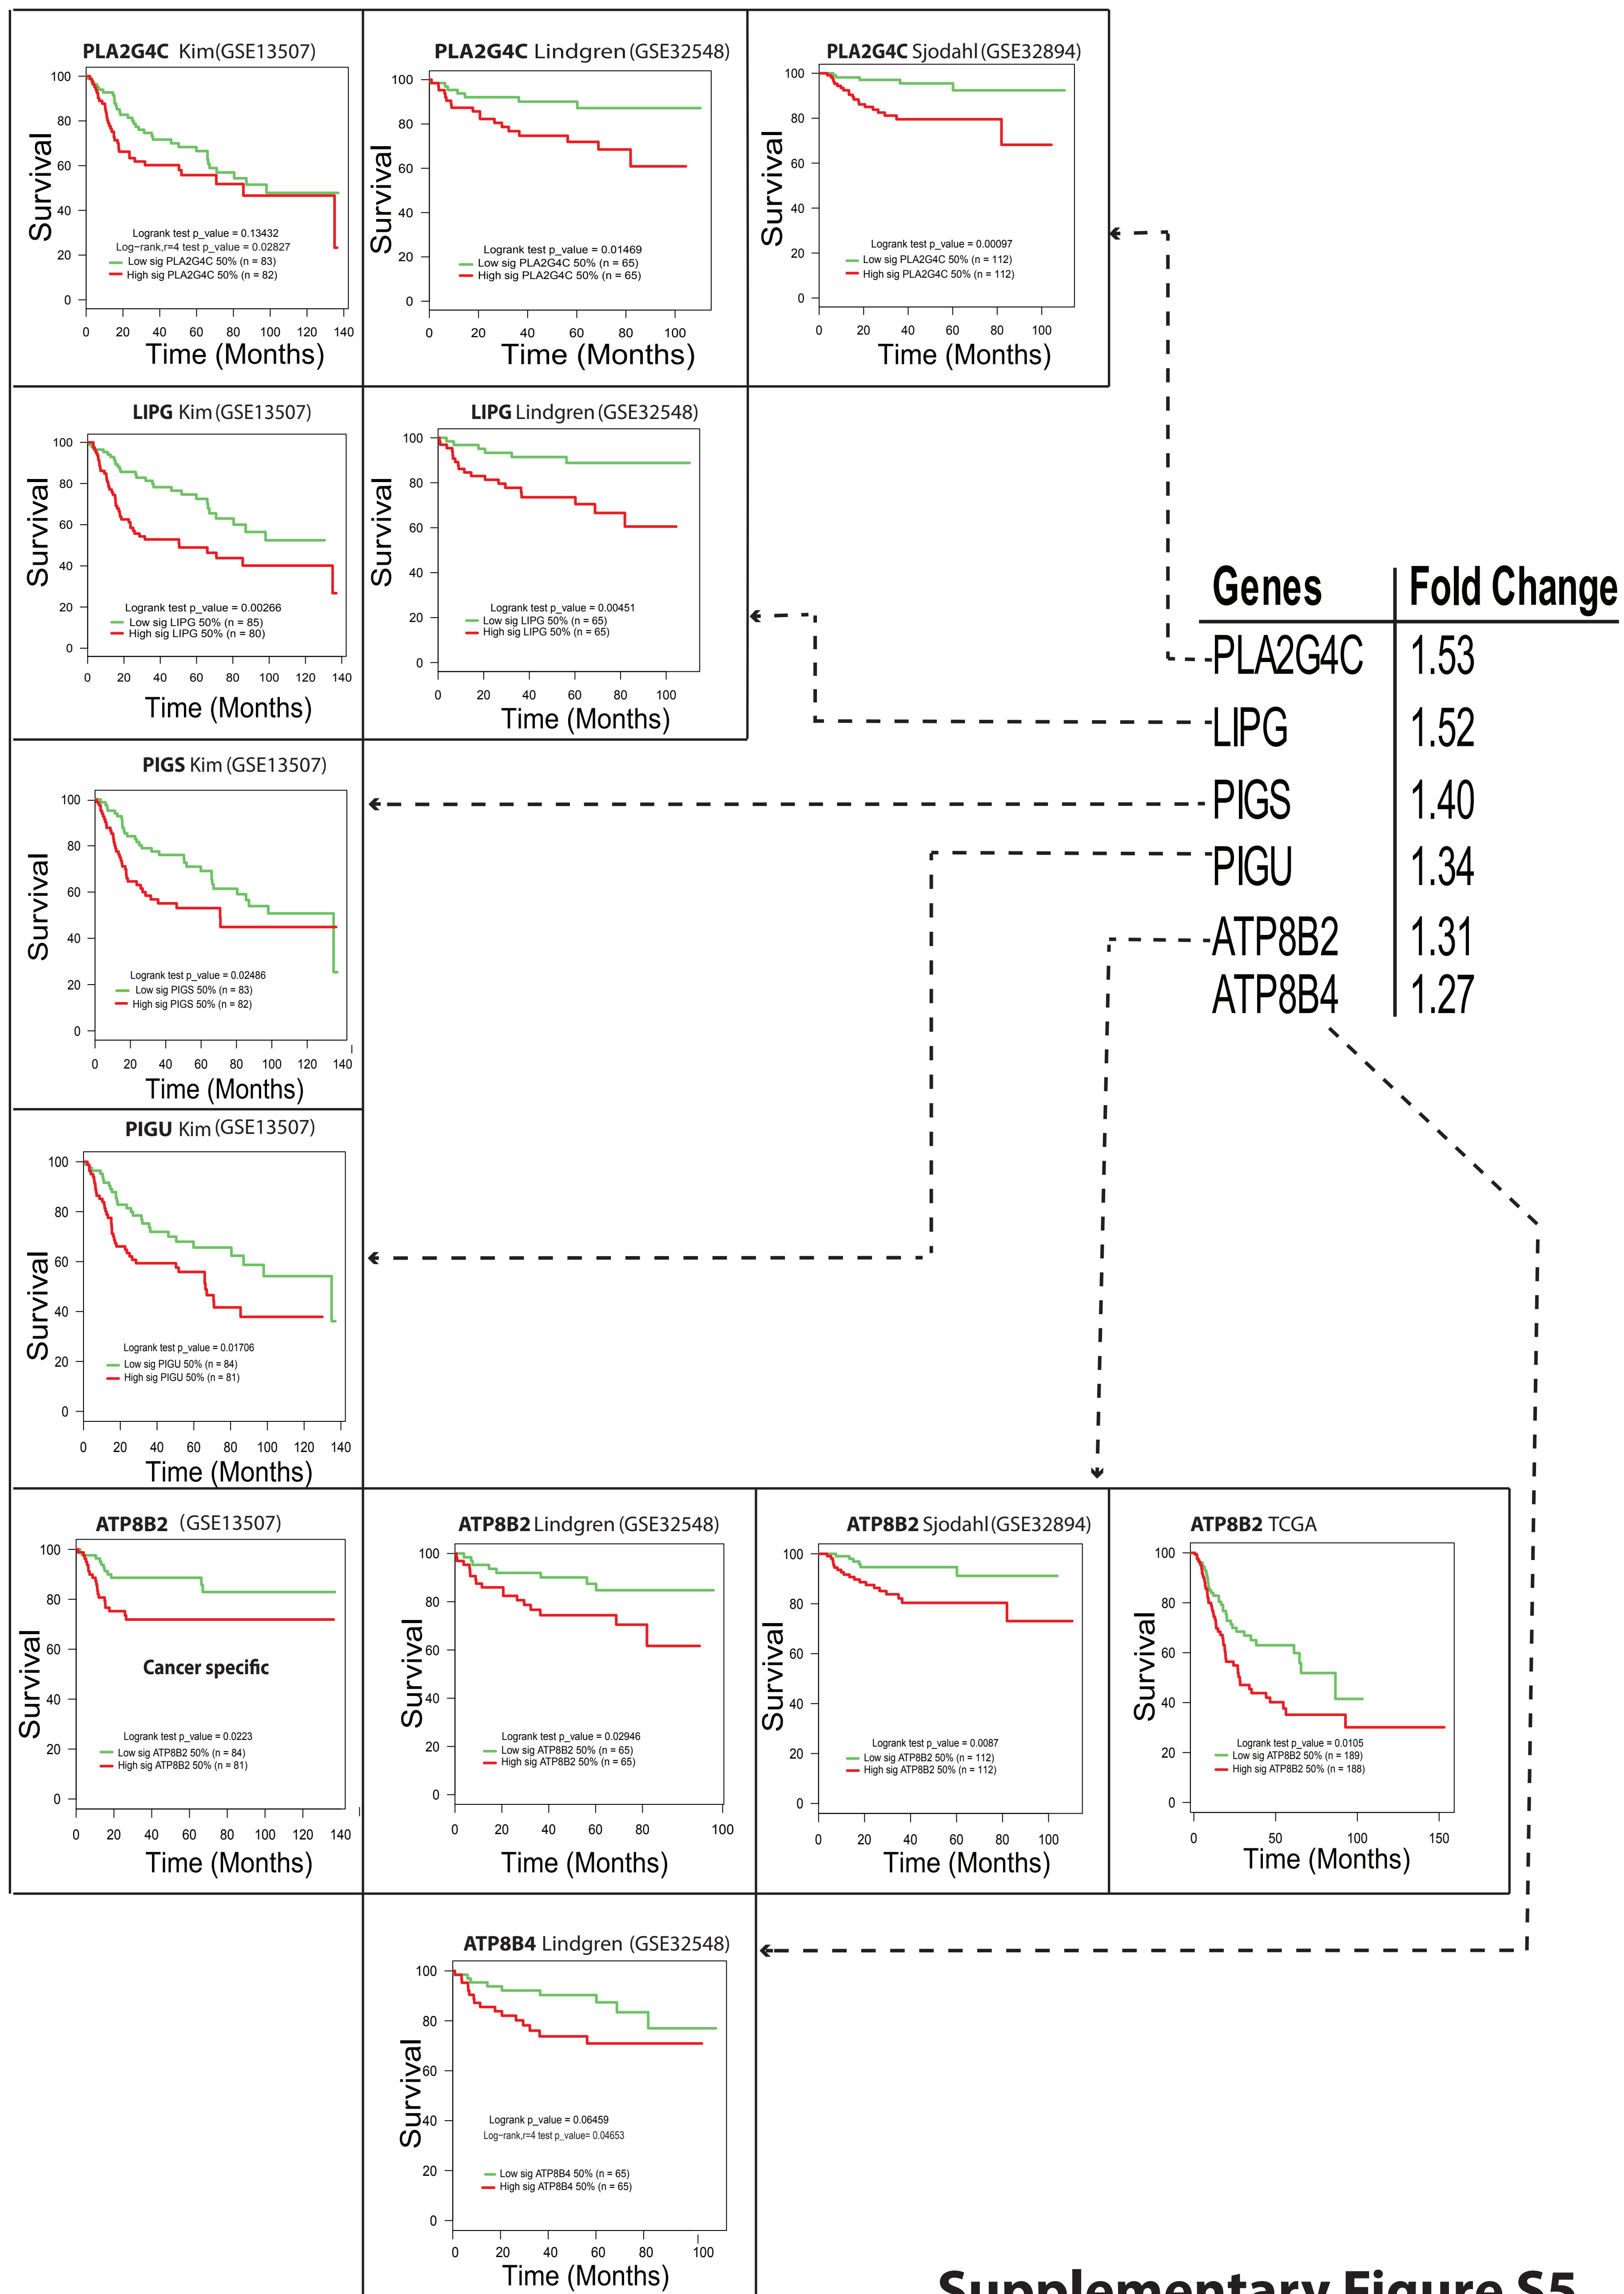 PLA2G4C Kim(GSE13507)
100
80
60
40
20
0
Survival
Logrank test p_value = 0.13432
Log−rank,r=4 test p_value = 0.02827
Low sig PLA2G4C 50% (n = 83)
High sig PLA2G4C 50% (n = 82)
0 20 40 60 80 100 120 140
Time (Months)
PLA2G4C Lindgren(GSE32548)
100
80
60
40
20
0
Survival
Logrank test p_value = 0.01469
Low sig PLA2G4C 50% (n = 65)
High sig PLA2G4C 50% (n = 65)
0 20 40 60 80 100
Time (Months)
PLA2G4C Sjodahl(GSE32894)
100
80
60
40
20
0
Survival
Logrank test p_value = 0.00097
Low sig PLA2G4C 50% (n = 112)
High sig PLA2G4C 50% (n = 112)
0 20 40 60 80 100
Time (Months)
LIPG Kim(GSE13507)
100
80
60
40
20
0
Survival
Logrank test p_value = 0.00266
Low sig LIPG 50% (n = 85)
High sig LIPG 50% (n = 80)
0 20 40 60 80 100 120 140
Time (Months)
LIPG Lindgren(GSE32548)
100
80
60
40
20
0
Survival
Logrank test p_value = 0.00451
Low sig LIPG 50% (n = 65)
High sig LIPG 50% (n = 65)
0 20 40 60 80 100
Time (Months)
Genes Fold Change
PLA2G4C 1.53
LIPG 1.52
PIGS 1.40
PIGU 1.34
ATP8B2 1.31
ATP8B4 1.27
PIGS Kim(GSE13507)
100
80
60
40
20
0
Survival
Logrank test p_value = 0.02486
Low sig PIGS 50% (n = 83)
High sig PIGS 50% (n = 82)
0 20 40 60 80 100 120 140
Time (Months)
PIGU Kim(GSE13507)
100
80
60
40
20
0
Survival
Logrank test p_value = 0.01706
Low sig PIGU 50% (n = 84)
High sig PIGU 50% (n = 81)
0 20 40 60 80 100 120 140
Time (Months)
ATP8B2 (GSE13507)
100
80
60
40
20
0
Survival
Cancer specific
Logrank test p_value = 0.0223
Low sig ATP8B2 50% (n = 84)
High sig ATP8B2 50% (n = 81)
0 20 40 60 80 100 120 140
Time (Months)
ATP8B2 Lindgren (GSE32548)
100
80
60
40
20
0
Survival
Logrank test p_value = 0.02946
Low sig ATP8B2 50% (n = 65)
High sig ATP8B2 50% (n = 65)
0 20 40 60 80 100
Time (Months)
ATP8B2 Sjodahl(GSE32894)
100
80
60
40
20
0
Survival
Logrank test p_value = 0.0087
Low sig ATP8B2 50% (n = 112)
High sig ATP8B2 50% (n = 112)
0 20 40 60 80 100
Time (Months)
ATP8B2 TCGA
100
80
60
40
20
0
Survival
Logrank test p_value = 0.0105
Low sig ATP8B2 50% (n = 189)
High sig ATP8B2 50% (n = 188)
0 50 100 150
Time (Months)
ATP8B4 Lindgren (GSE32548)
100
80
60
40
20
0
Survival
Logrank p_value = 0.06459
Log−rank,r=4 test p_value= 0.04653
Low sig ATP8B4 50% (n = 65)
High sig ATP8B4 50% (n = 65)
0 20 40 60 80 100
Time (Months)
Supplementary Figure S5